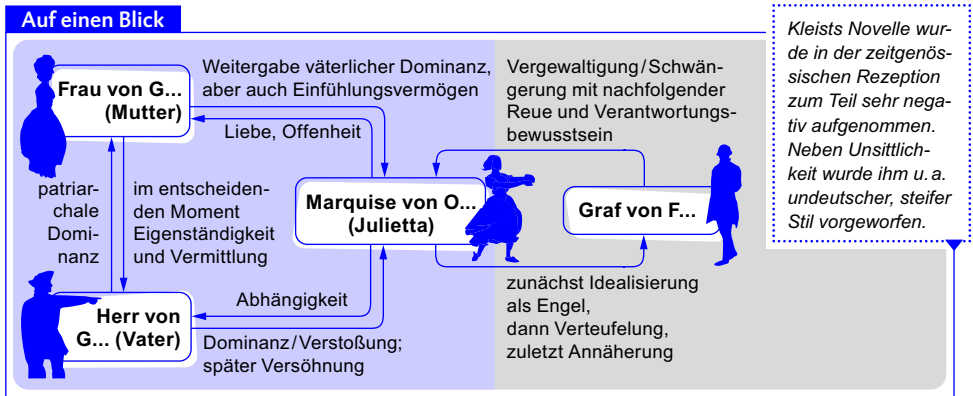 Auf einen Blick
Kleists Novelle wur-
de in der zeitgenös-
sischen Rezeption
zum Teil sehr nega-
tiv aufgenommen.
Neben Unsittlich-
keit wurde ihm u. a.
undeutscher, steifer
Stil vorgeworfen.
Frau von G...
(Mutter)
Weitergabe väterlicher Dominanz,
aber auch Einfühlungsvermögen
Liebe, Offenheit
Vergewaltigung/Schwän-
gerung mit nachfolgender
Reue und Verantwortungs-
bewusstsein
patriar-
chale
Domi-
nanz
im entscheiden-
den Moment
Eigenständigkeit
und Vermittlung
Marquise von O...
(Julietta)
Graf von F...
Herr von
G... (Vater)
Abhängigkeit
Dominanz/Verstoßung;
später Versöhnung
zunächst Idealisierung
als Engel,
dann Verteufelung,
zuletzt Annäherung